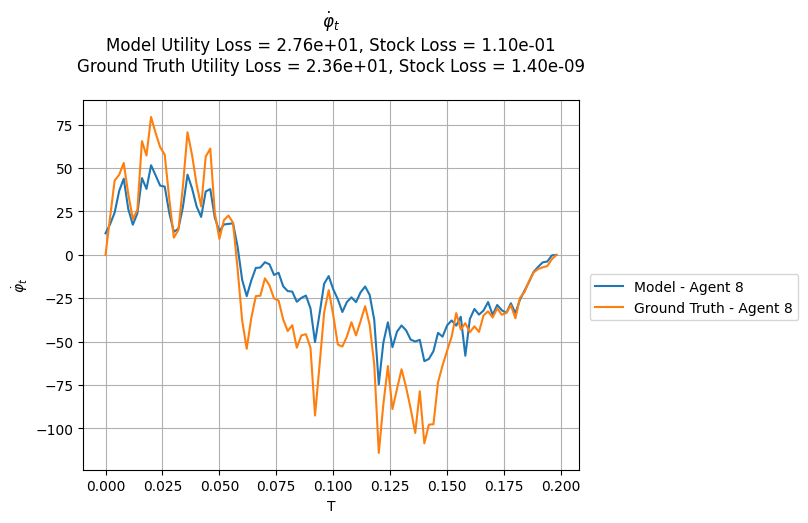 φ̇ₜ
Model Utility Loss = 2.76e+01, Stock Loss = 1.10e-01
Ground Truth Utility Loss = 2.36e+01, Stock Loss = 1.40e-09
φ̇ₜ
75
50
25
0
−25
−50
−75
−100
0.000 0.025 0.050 0.075 0.100 0.125 0.150 0.175 0.200
T
Model - Agent 8
Ground Truth - Agent 8